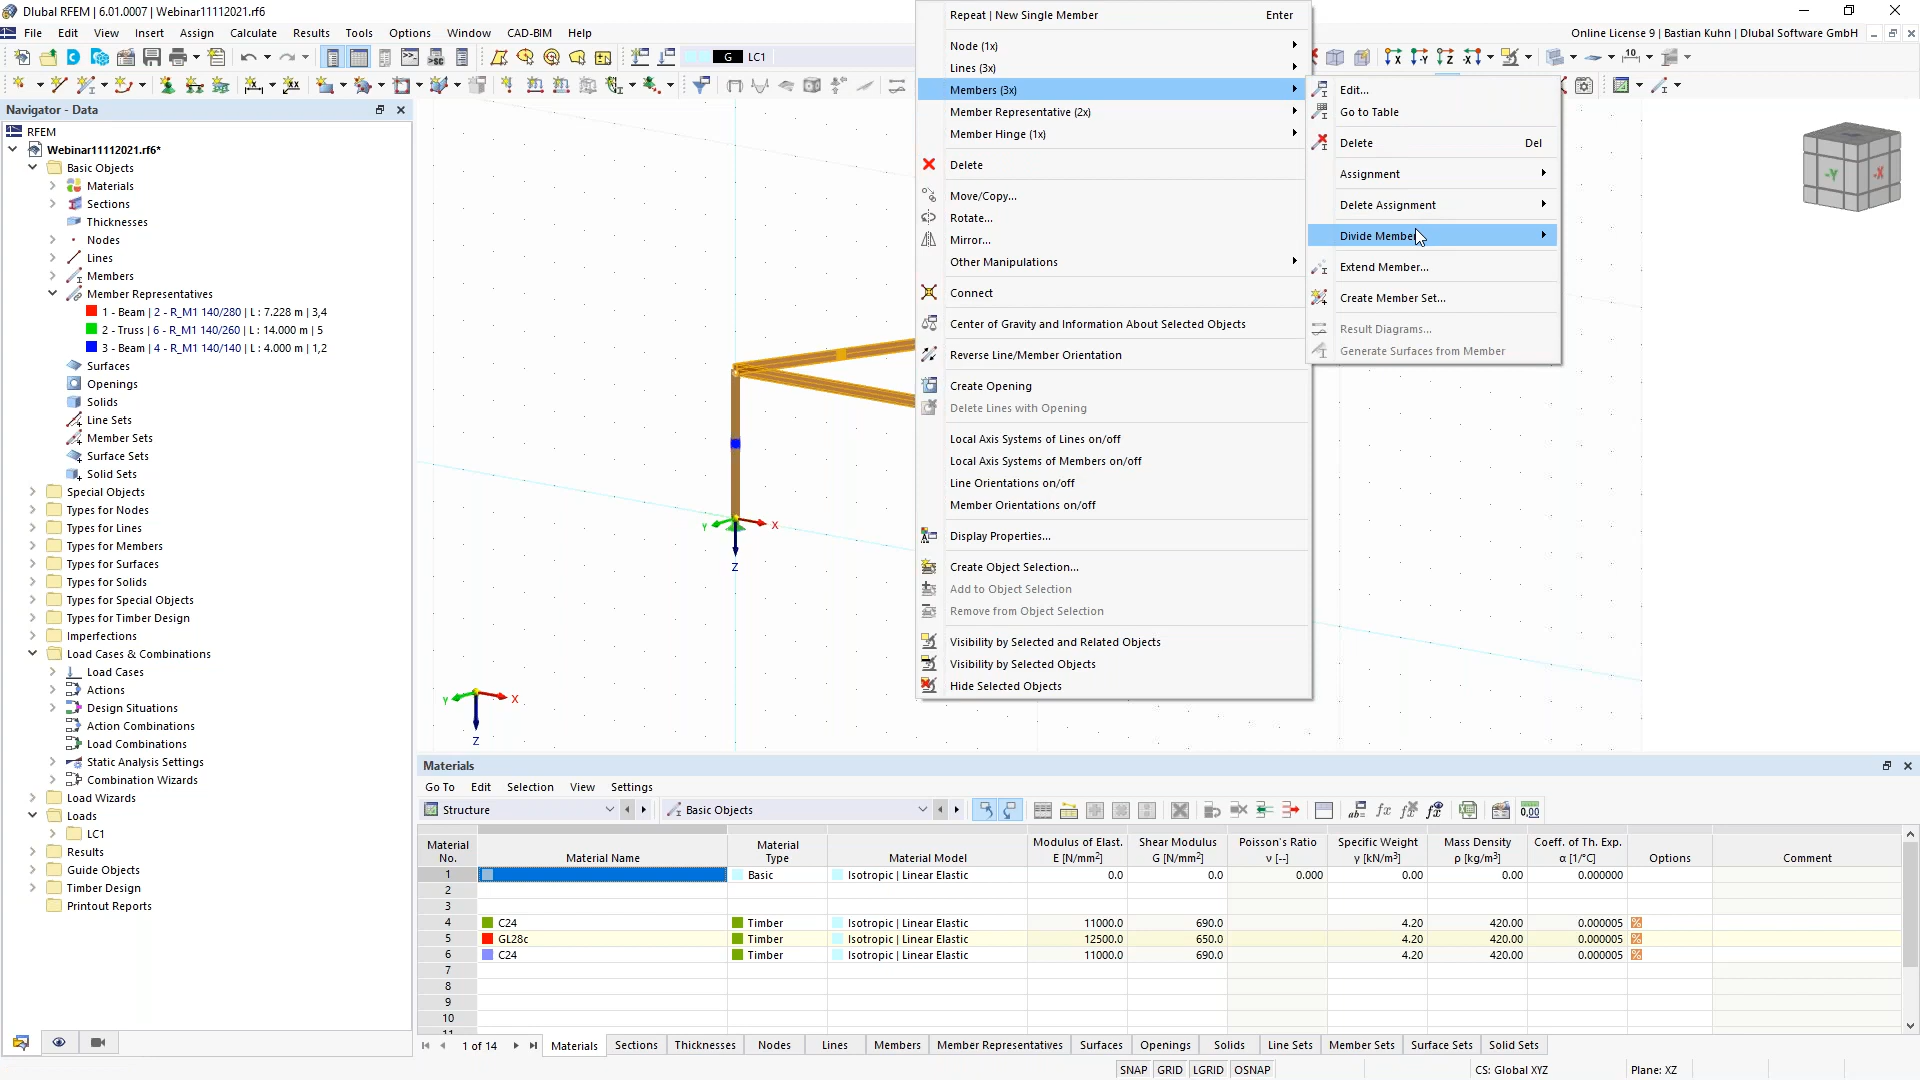 Dlubal RFEM | 6.01.0007 | Webinar11112021.rf6
File Edit View Insert Assign Calculate Results Tools Options Window CAD-BIM Help
Online License 9 | Bastian Kuhn | Dlubal Software GmbH
G LC1
Navigator - Data
RFEM
Webinar11112021.rf6*
Basic Objects
Materials
Sections
Thicknesses
Nodes
Lines
Members
Member Representatives
1 - Beam | 2 - R_M1 140/280 | L : 7.228 m | 3,4
2 - Truss | 6 - R_M1 140/260 | L : 14.000 m | 5
3 - Beam | 4 - R_M1 140/140 | L : 4.000 m | 1,2
Surfaces
Openings
Solids
Line Sets
Member Sets
Surface Sets
Solid Sets
Special Objects
Types for Nodes
Types for Lines
Types for Members
Types for Surfaces
Types for Solids
Types for Special Objects
Types for Timber Design
Imperfections
Load Cases & Combinations
Load Cases
Actions
Design Situations
Action Combinations
Load Combinations
Static Analysis Settings
Combination Wizards
Load Wizards
Loads
LC1
Results
Guide Objects
Timber Design
Printout Reports
Repeat | New Single Member Enter
Node (1x)
Lines (3x)
Members (3x)
Member Representative (2x)
Member Hinge (1x)
Delete
Move/Copy...
Rotate...
Mirror...
Other Manipulations
Connect
Center of Gravity and Information About Selected Objects
Reverse Line/Member Orientation
Create Opening
Delete Lines with Opening
Local Axis Systems of Lines on/off
Local Axis Systems of Members on/off
Line Orientations on/off
Member Orientations on/off
Display Properties...
Create Object Selection...
Add to Object Selection
Remove from Object Selection
Visibility by Selected and Related Objects
Visibility by Selected Objects
Hide Selected Objects
Edit...
Go to Table
Delete Del
Assignment
Delete Assignment
Divide Member
Extend Member...
Create Member Set...
Result Diagrams...
Generate Surfaces from Member
-Y -X
Y X
Z
Y X
Z
Materials
Go To Edit Selection View Settings
Structure Basic Objects
Material No. Material Name Material Type Material Model Modulus of Elast. E [N/mm²] Shear Modulus G [N/mm²] Poisson's Ratio ν [--] Specific Weight γ [kN/m³] Mass Density ρ [kg/m³] Coeff. of Th. Exp. α [1/°C] Options Comment
1 Basic Isotropic | Linear Elastic 0.0 0.0 0.000 0.00 0.00 0.000000
2
3
4 C24 Timber Isotropic | Linear Elastic 11000.0 690.0 4.20 420.00 0.000005
5 GL28c Timber Isotropic | Linear Elastic 12500.0 650.0 4.20 420.00 0.000005
6 C24 Timber Isotropic | Linear Elastic 11000.0 690.0 4.20 420.00 0.000005
7
8
9
10
11
1 of 14 Materials Sections Thicknesses Nodes Lines Members Member Representatives Surfaces Openings Solids Line Sets Member Sets Surface Sets Solid Sets
SNAP GRID LGRID OSNAP CS: Global XYZ Plane: XZ